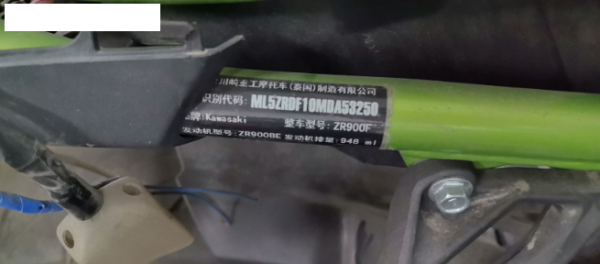 川崎重工摩托车(泰国)制造有限公司
识别代码: ML5ZRDF10MDA53250
牌:Kawasaki 整车型号: ZR900F
发动机型号: ZR900BE 发动机排量: 948 ml